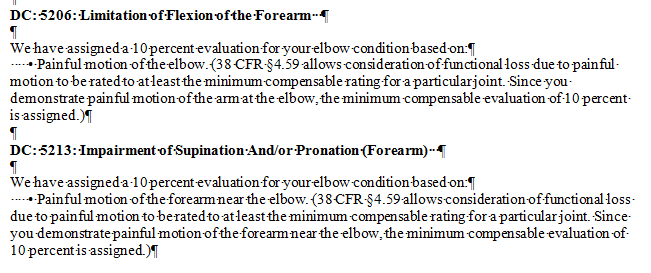 DC: 5206: Limitation of Flexion of the Forearm ¶
¶
We have assigned a 10 percent evaluation for your elbow condition based on:¶
• Painful motion of the elbow. (38 CFR §4.59 allows consideration of functional loss due to painful
motion to be rated to at least the minimum compensable rating for a particular joint. Since you
demonstrate painful motion of the arm at the elbow, the minimum compensable evaluation of 10 percent
is assigned.)¶
¶
DC: 5213: Impairment of Supination And/or Pronation (Forearm) ¶
¶
We have assigned a 10 percent evaluation for your elbow condition based on:¶
• Painful motion of the forearm near the elbow. (38 CFR §4.59 allows consideration of functional loss
due to painful motion to be rated to at least the minimum compensable rating for a particular joint. Since
you demonstrate painful motion of the forearm near the elbow, the minimum compensable evaluation of
10 percent is assigned.)¶